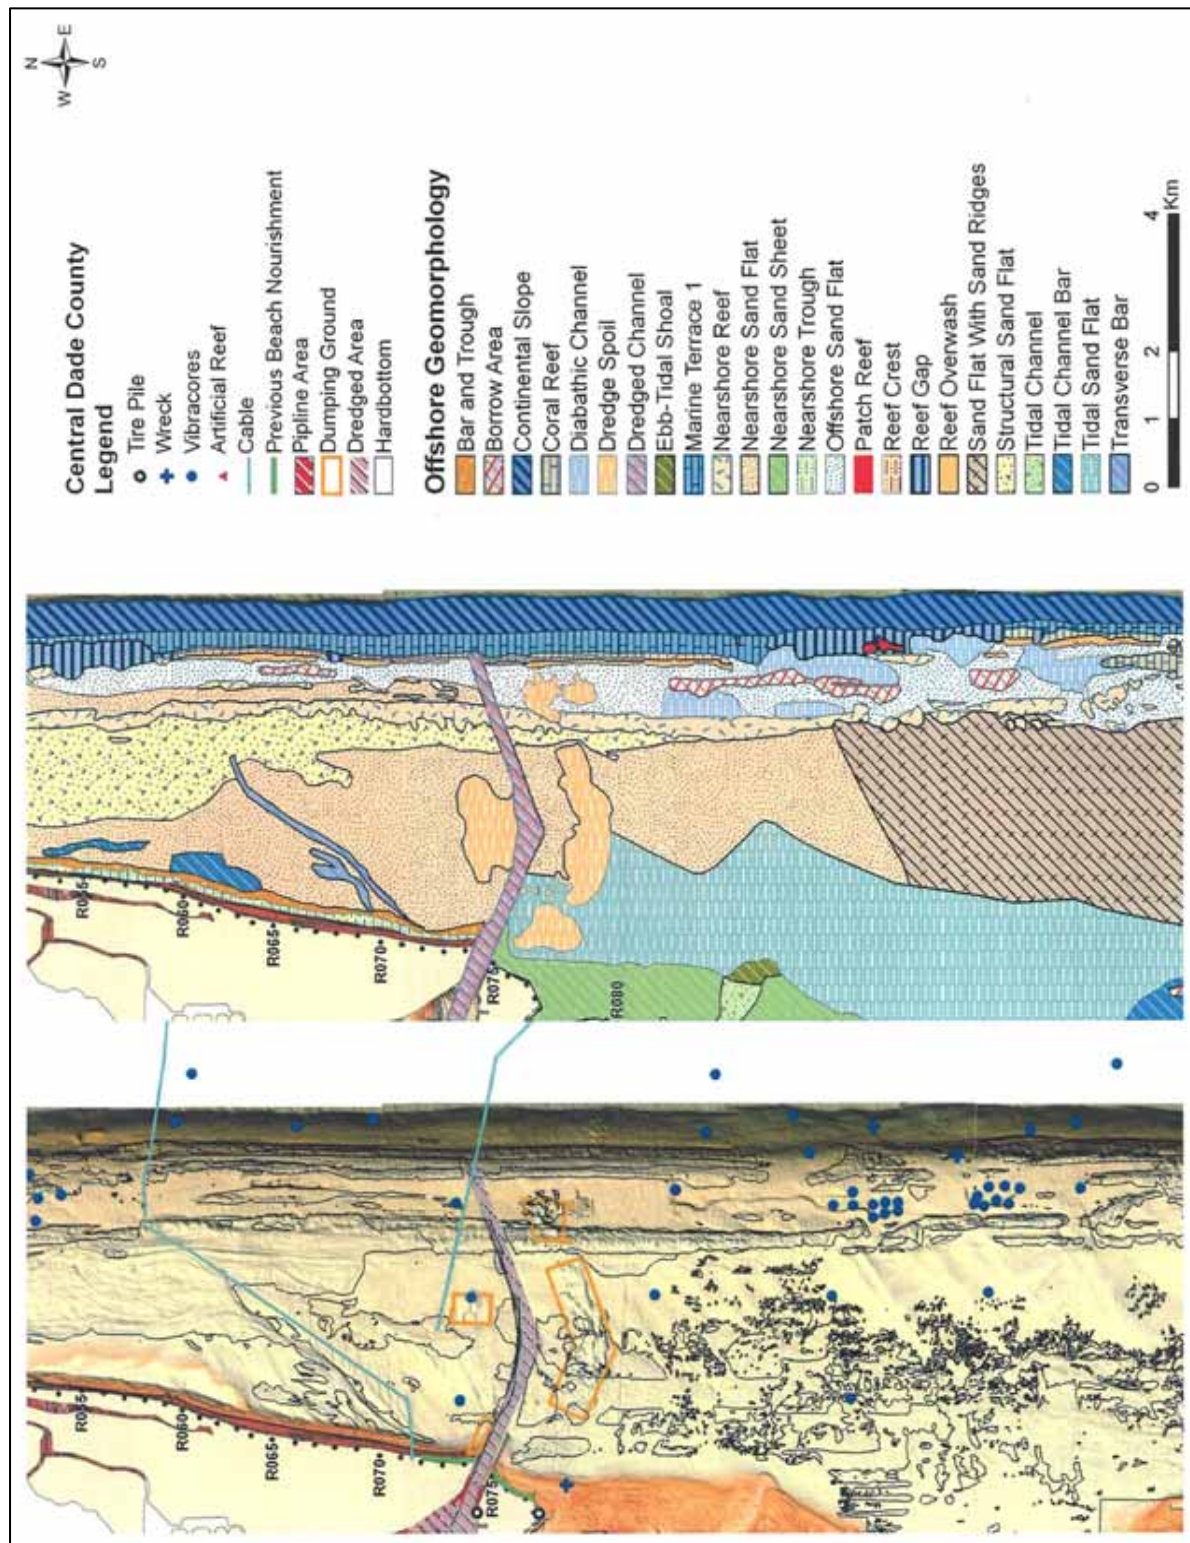 N
W
E
S
Central Dade County
Legend
Tire Pile
Wreck
Vibracores
Artificial Reef
Cable
Previous Beach Nourishment
Pipline Area
Dumping Ground
Dredged Area
Hardbottom
Offshore Geomorphology
Bar and Trough
Borrow Area
Continental Slope
Coral Reef
Diabathic Channel
Dredge Spoil
Dredged Channel
Ebb-Tidal Shoal
Marine Terrace 1
Nearshore Reef
Nearshore Sand Flat
Nearshore Sand Sheet
Nearshore Trough
Offshore Sand Flat
Patch Reef
Reef Crest
Reef Gap
Reef Overwash
Sand Flat With Sand Ridges
Structural Sand Flat
Tidal Channel
Tidal Channel Bar
Tidal Sand Flat
Transverse Bar
0 1 2 4
Km
R055
R060
R065
R070
R075
R080
R055
R060
R065
R070
R075